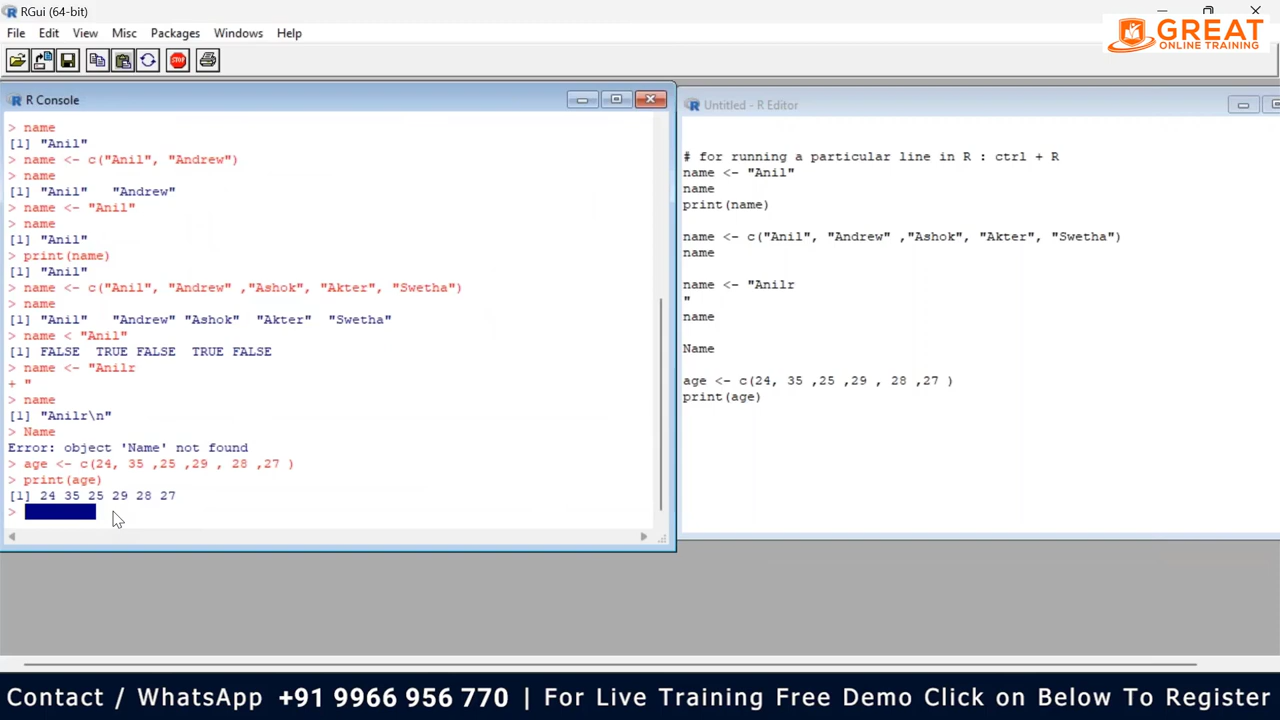 RGui (64-bit)
File Edit View Misc Packages Windows Help
GREAT
ONLINE TRAINING
STOP
R Console
> name
[1] "Anil"
> name <- c("Anil", "Andrew")
> name
[1] "Anil"   "Andrew"
> name <- "Anil"
> name
[1] "Anil"
> print(name)
[1] "Anil"
> name <- c("Anil", "Andrew" ,"Ashok", "Akter", "Swetha")
> name
[1] "Anil"   "Andrew" "Ashok"  "Akter"  "Swetha"
> name < "Anil"
[1] FALSE  TRUE FALSE  TRUE FALSE
> name <- "Anilr
+ "
> name
[1] "Anilr\n"
> Name
Error: object 'Name' not found
> age <- c(24, 35 ,25 ,29 , 28 ,27 )
> print(age)
[1] 24 35 25 29 28 27
>
Untitled - R Editor
# for running a particular line in R : ctrl + R
name <- "Anil"
name
print(name)
name <- c("Anil", "Andrew" ,"Ashok", "Akter", "Swetha")
name
name <- "Anilr
"
name
Name
age <- c(24, 35 ,25 ,29 , 28 ,27 )
print(age)
Contact / WhatsApp +91 9966 956 770 | For Live Training Free Demo Click on Below To Register